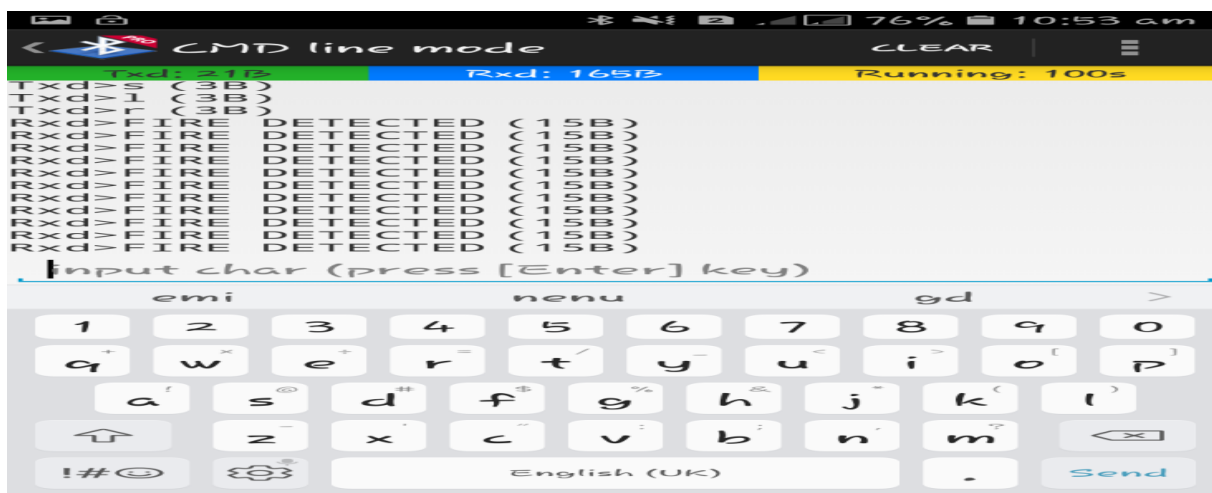 76% 10:53 am
PRO
CMD line mode CLEAR
Txd: 21B Rxd: 165B Running: 100s
Txd>s (3B)
Txd>l (3B)
Txd>r (3B)
Rxd>FIRE DETECTED (15B)
Rxd>FIRE DETECTED (15B)
Rxd>FIRE DETECTED (15B)
Rxd>FIRE DETECTED (15B)
Rxd>FIRE DETECTED (15B)
Rxd>FIRE DETECTED (15B)
Rxd>FIRE DETECTED (15B)
Rxd>FIRE DETECTED (15B)
Rxd>FIRE DETECTED (15B)
Rxd>FIRE DETECTED (15B)
Rxd>FIRE DETECTED (15B)
input char (press [Enter] key)
emi nenu gd >
1 2 3 4 5 6 7 8 9 0
q w e r t y u i o p
a s d f g h j k l
z x c v b n m
!#☺ English (UK) . Send